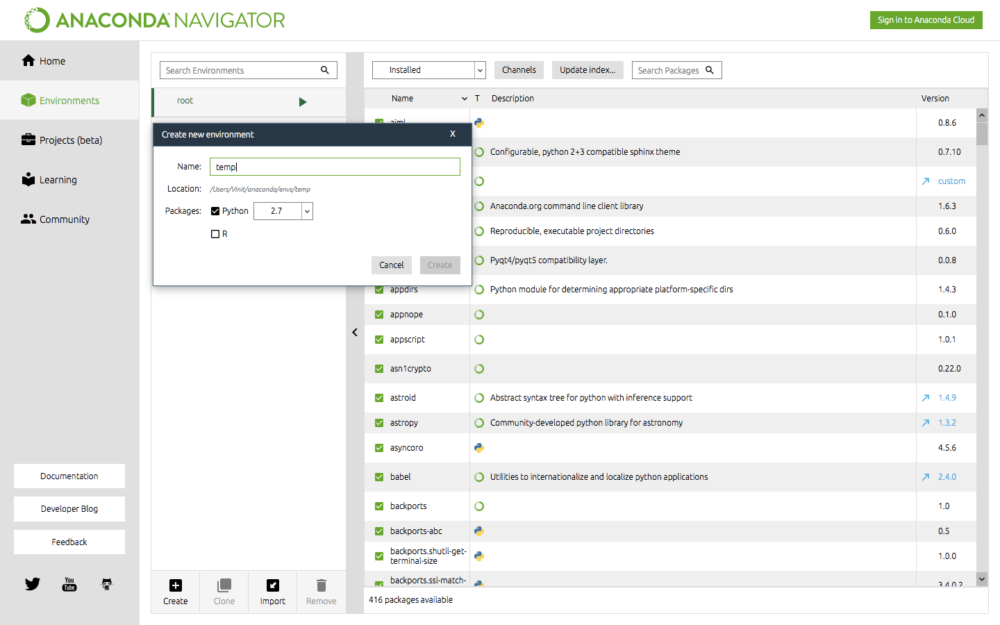 ANACONDA NAVIGATOR
Sign in to Anaconda Cloud
Home
Environments
Projects (beta)
Learning
Community
Documentation
Developer Blog
Feedback
You
Tube
Search Environments
root
Create new environment
X
Name:
temp
Location:
/Users/Vinit/anaconda/envs/temp
Packages:
Python
2.7
R
Cancel
Create
Create
Clone
Import
Remove
Installed
Channels
Update index...
Search Packages
Name T Description Version
aiml 0.8.6
Configurable, python 2+3 compatible sphinx theme 0.7.10
custom
Anaconda.org command line client library 1.6.3
Reproducible, executable project directories 0.6.0
Pyqt4/pyqt5 compatibility layer. 0.0.8
appdirs Python module for determining appropriate platform-specific dirs 1.4.3
appnope 0.1.0
appscript 1.0.1
asn1crypto 0.22.0
astroid Abstract syntax tree for python with inference support 1.4.9
astropy Community-developed python library for astronomy 1.3.2
asyncoro 4.5.6
babel Utilities to internationalize and localize python applications 2.4.0
backports 1.0
backports-abc 0.5
backports.shutil-get-
terminal-size 1.0.0
backports.ssl-match- 3.4.0.2
416 packages available